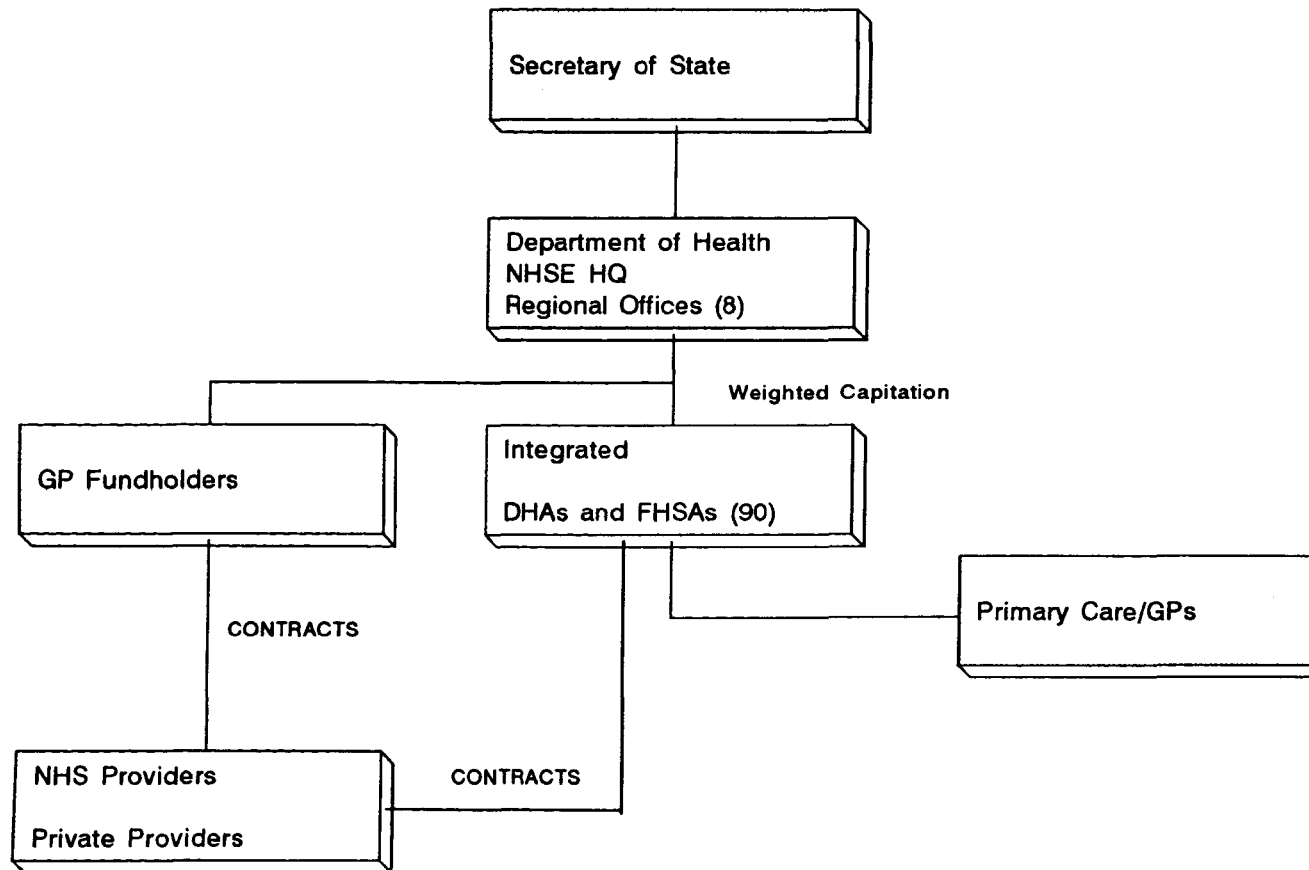 Secretary of State
Department of Health
NHSE HQ
Regional Offices (8)
Weighted Capitation
GP Fundholders
Integrated
DHAs and FHSAs (90)
Primary Care/GPs
CONTRACTS
NHS Providers
Private Providers
CONTRACTS